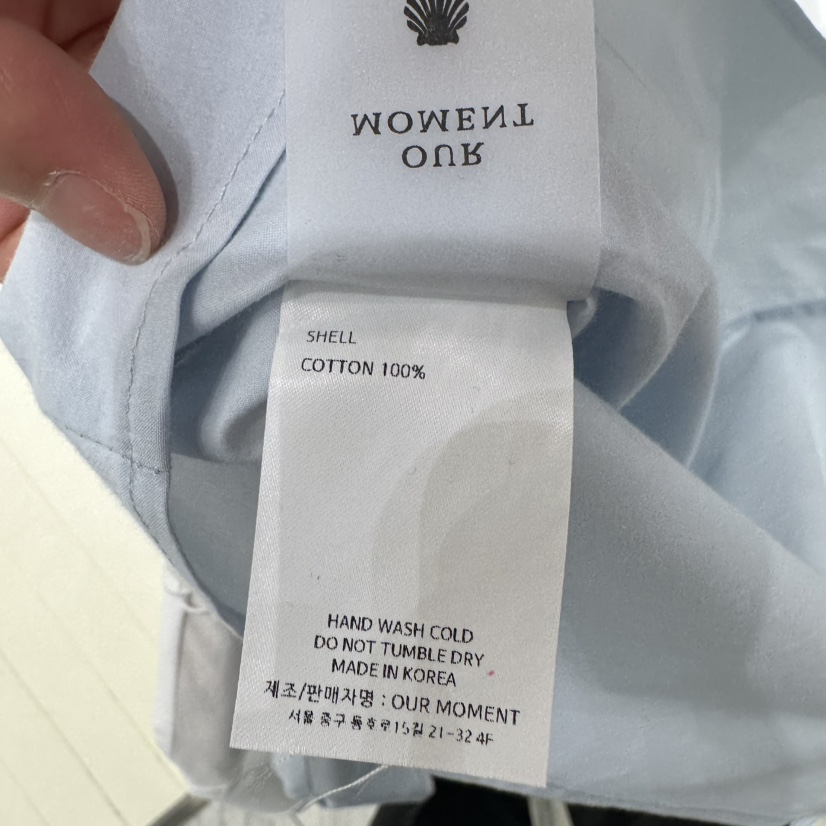 OUR
MOMENT
SHELL
COTTON 100%
HAND WASH COLD
DO NOT TUMBLE DRY
MADE IN KOREA
제조/판매자명 : OUR MOMENT
서울 중구 동호로15길 21-32 4F